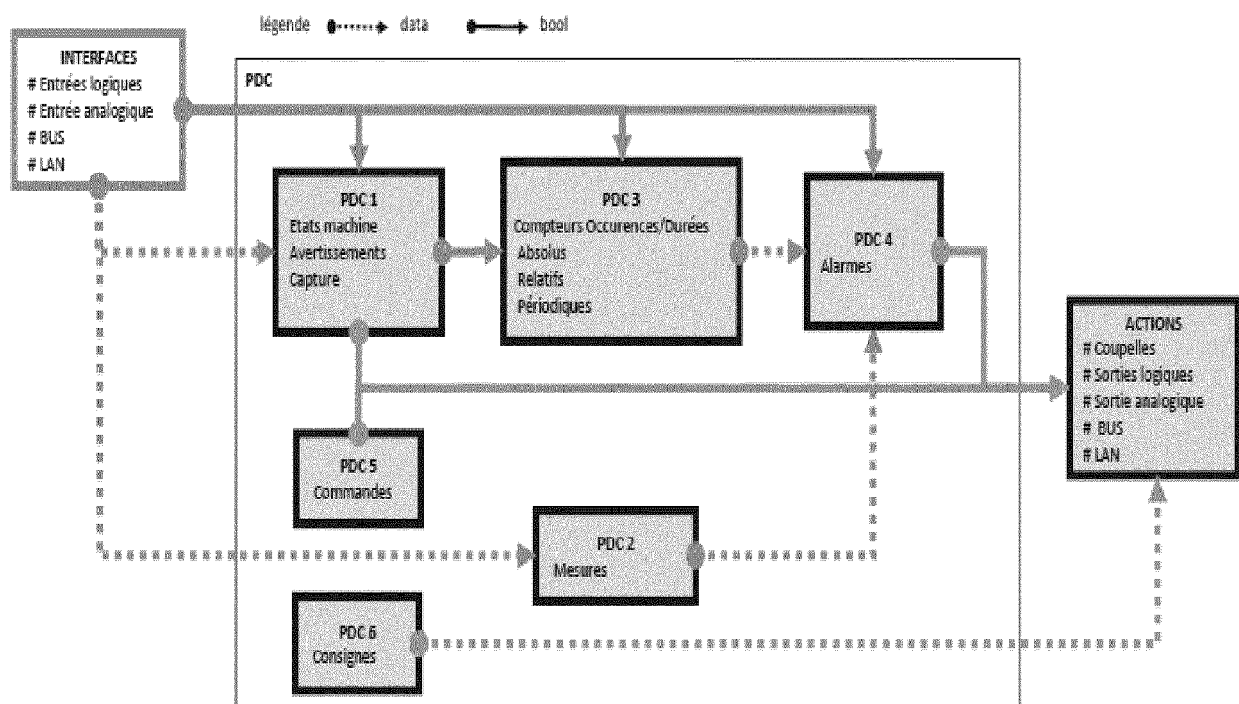 légende data bool
INTERFACES
# Entrées logiques
# Entrée analogique
# BUS
# LAN
PDC
PDC 1
Etats machine
Avertissements
Capture
PDC 3
Compteurs Occurences/Durées
Absolus
Relatifs
Périodiques
PDC 4
Alarmes
ACTIONS
# Coupelles
# Sorties logiques
# Sortie analogique
# BUS
# LAN
PDC 5
Commandes
PDC 2
Mesures
PDC 6
Consignes